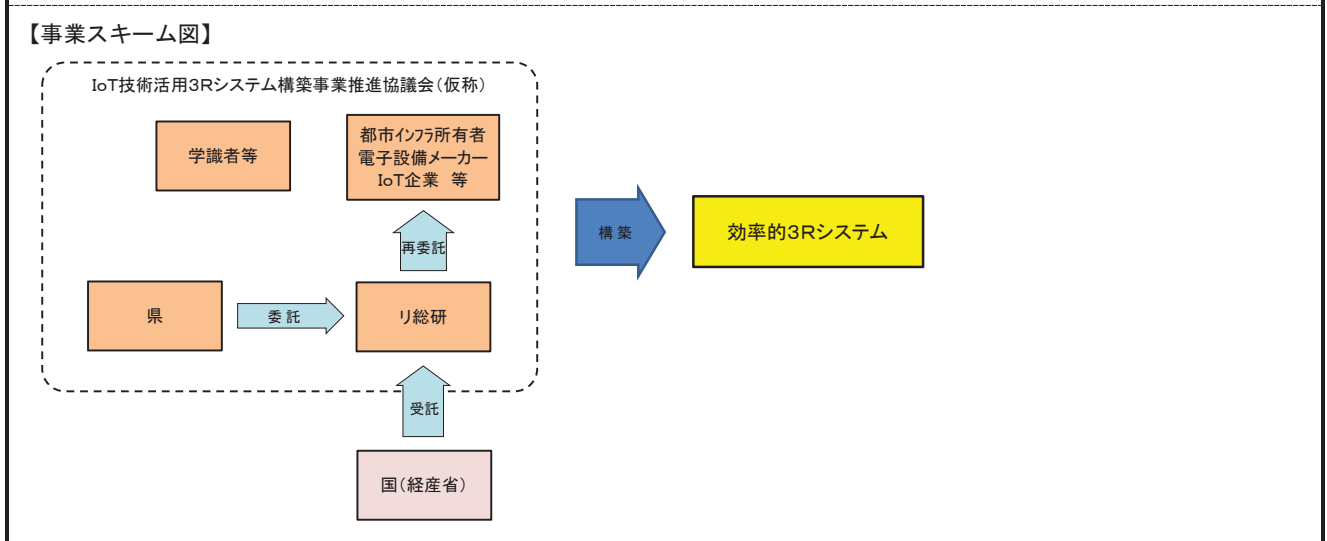 【事業スキーム図】
IoT技術活用3Rシステム構築事業推進協議会(仮称)
学識者等
都市インフラ所有者
電子設備メーカー
IoT企業 等
再委託
構 築
効率的3Rシステム
県
委 託
リ総研
受託
国(経産省)